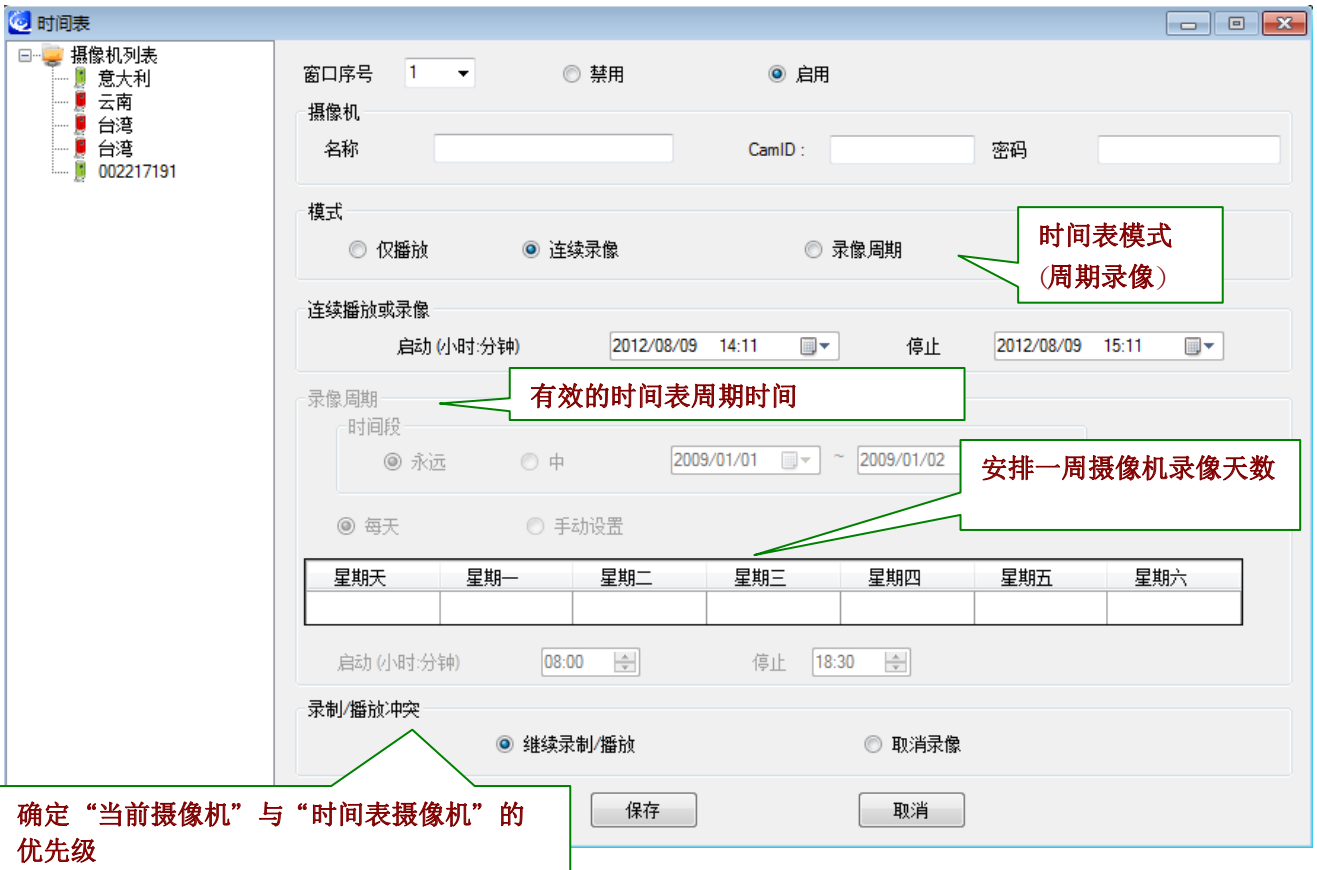 时间表
摄像机列表
意大利
云南
台湾
台湾
002217191
窗口序号 1 禁用 启用
摄像机
名称 CamID : 密码
模式
仅播放 连续录像 录像周期
时间表模式
(周期录像)
连续播放或录像
启动 (小时:分钟) 2012/08/09 14:11 停止 2012/08/09 15:11
录像周期
有效的时间表周期时间
时间段
永远 中 2009/01/01 ~ 2009/01/02
安排一周摄像机录像天数
每天 手动设置
星期天 星期一 星期二 星期三 星期四 星期五 星期六
启动 (小时:分钟) 08:00 停止 18:30
录制/播放冲突
继续录制/播放 取消录像
确定“当前摄像机”与“时间表摄像机”的
优先级
保存 取消